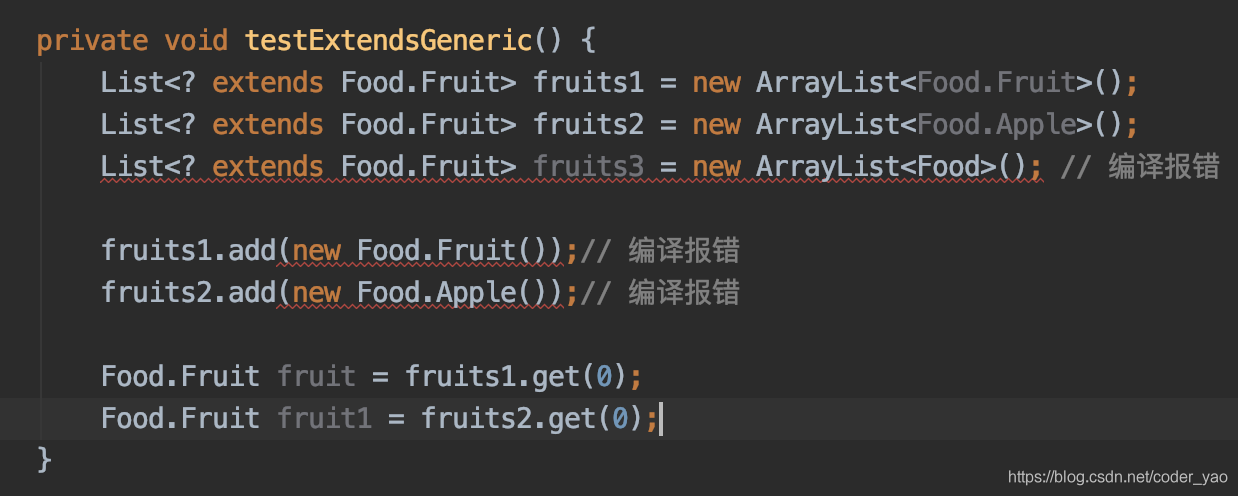 private void testExtendsGeneric() {
List<? extends Food.Fruit> fruits1 = new ArrayList<Food.Fruit>();
List<? extends Food.Fruit> fruits2 = new ArrayList<Food.Apple>();
List<? extends Food.Fruit> fruits3 = new ArrayList<Food>(); // 编译报错
fruits1.add(new Food.Fruit());// 编译报错
fruits2.add(new Food.Apple());// 编译报错
Food.Fruit fruit = fruits1.get(0);
Food.Fruit fruit1 = fruits2.get(0);
}
https://blog.csdn.net/coder_yao